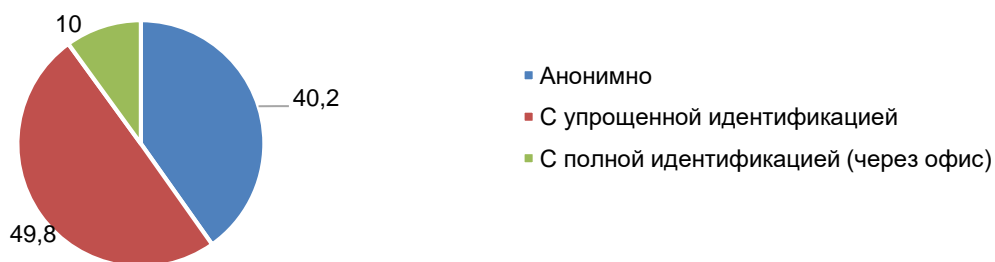 10
40,2
49,8
Анонимно
С упрощенной идентификацией
С полной идентификацией (через офис)